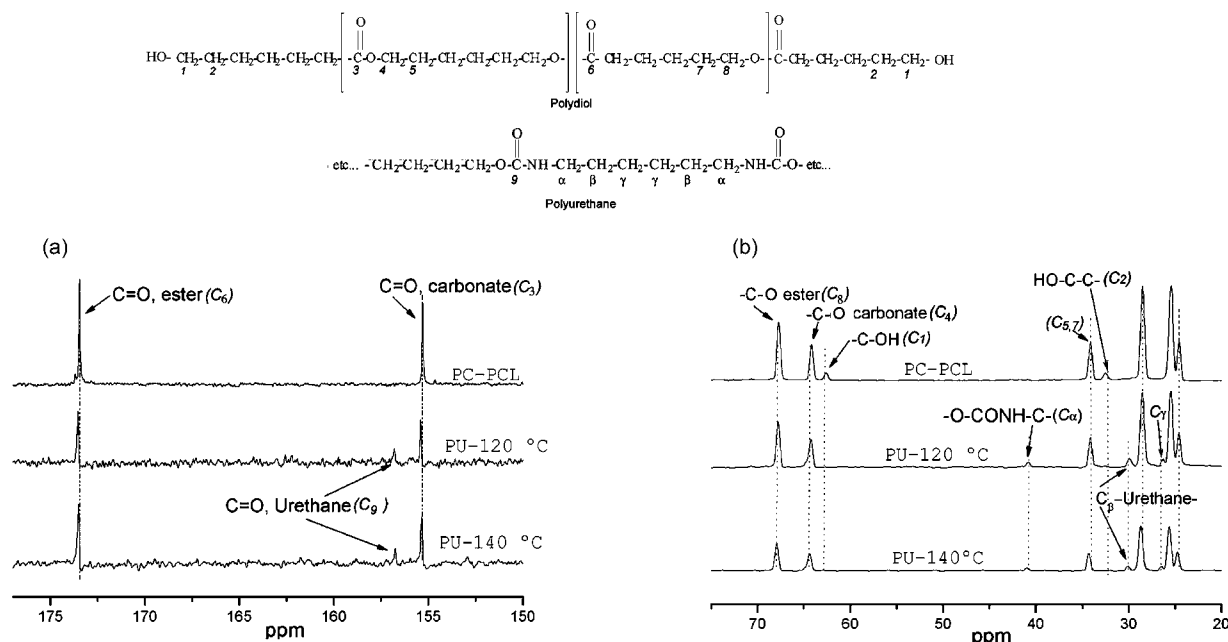 O O O
HO-CH₂-CH₂-CH₂-CH₂-CH₂-CH₂ C-O-CH₂-CH₂-CH₂-CH₂-CH₂-CH₂-O C-CH₂-CH₂-CH₂-CH₂-CH₂-O C-CH₂-CH₂-CH₂-CH₂-CH₂-OH
1 2 3 4 5 6 7 8 2 1
Polydiol
O O
etc... -CH₂-CH₂-CH₂-CH₂-O-C-NH-CH₂-CH₂-CH₂-CH₂-CH₂-CH₂-NH-C-O- etc...
9 α β γ γ β α
Polyurethane
(a)
C=O, ester (C₆)
C=O, carbonate (C₃)
PC-PCL
PU-120 °C
C=O, Urethane (C₉)
PU-140 °C
175 170 165 160 155 150
ppm
(b)
-C-O ester (C₈)
-C-O carbonate (C₄)
-C-OH (C₁)
HO-C-C- (C₂)
(C₅,₇)
PC-PCL
-O-CONH-C- (Cα)
Cγ
PU-120 °C
Cβ-Urethane-
PU-140°C
70 60 50 40 30 20
ppm